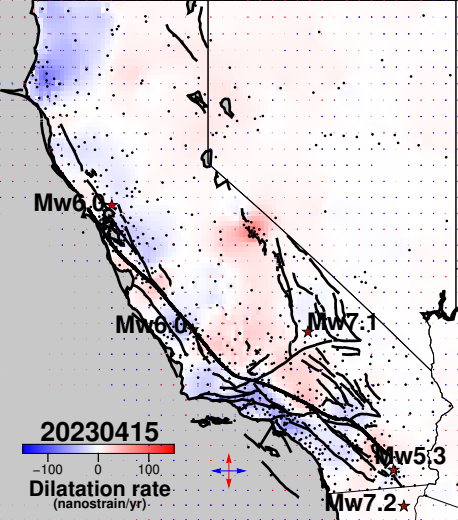 Mw6.0
Mw6.0
Mw7.1
20230415
−100 0 100
Dilatation rate
(nanostrain/yr)
Mw5.3
Mw7.2